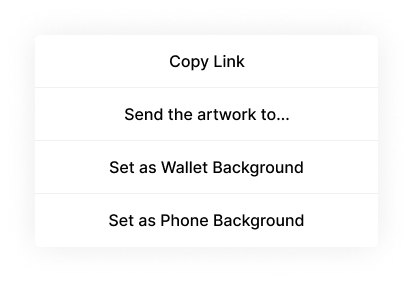 Copy Link
Send the artwork to...
Set as Wallet Background
Set as Phone Background